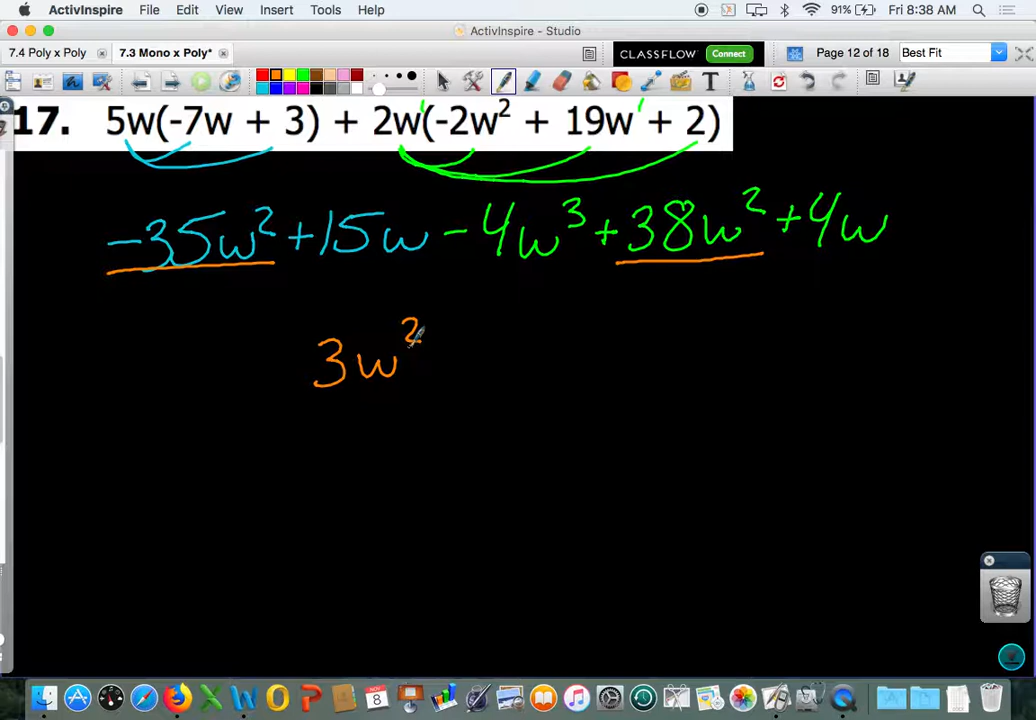 ActivInspire File Edit View Insert Tools Help 91% Fri 8:38 AM
ActivInspire - Studio
7.4 Poly x Poly 7.3 Mono x Poly* CLASSFLOW Connect Page 12 of 18 Best Fit
17. 5w(-7w + 3) + 2w'(-2w² + 19w' + 2)
-35w² +15w -4w³ +38w² +4w
3w²
NOV 8